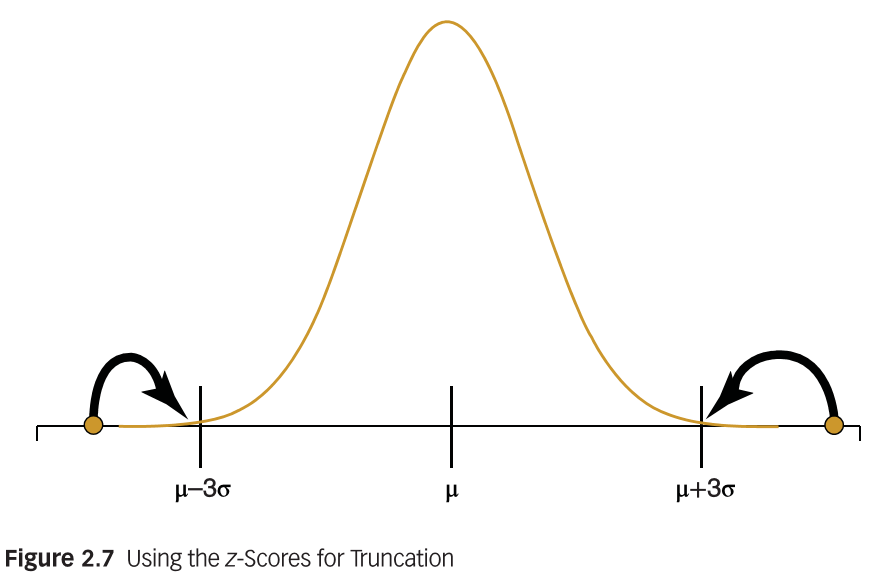 μ−3σ μ μ+3σ
Figure 2.7 Using the z-Scores for Truncation